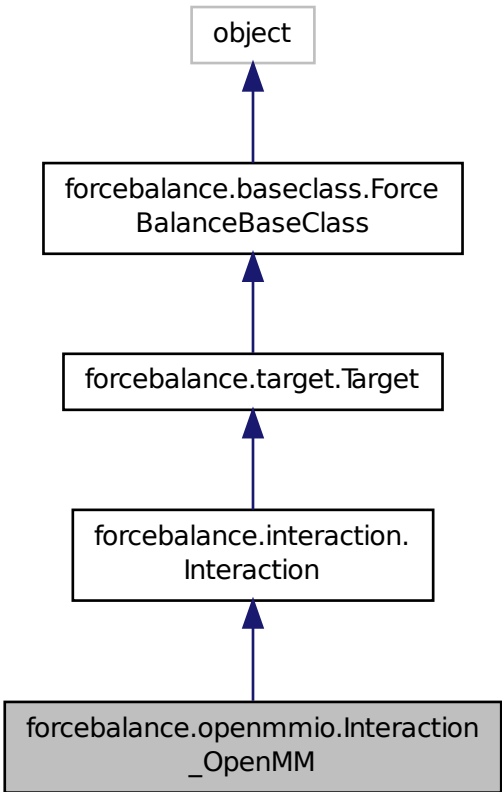 object
forcebalance.baseclass.Force
BalanceBaseClass
forcebalance.target.Target
forcebalance.interaction.
Interaction
forcebalance.openmmio.Interaction
_OpenMM